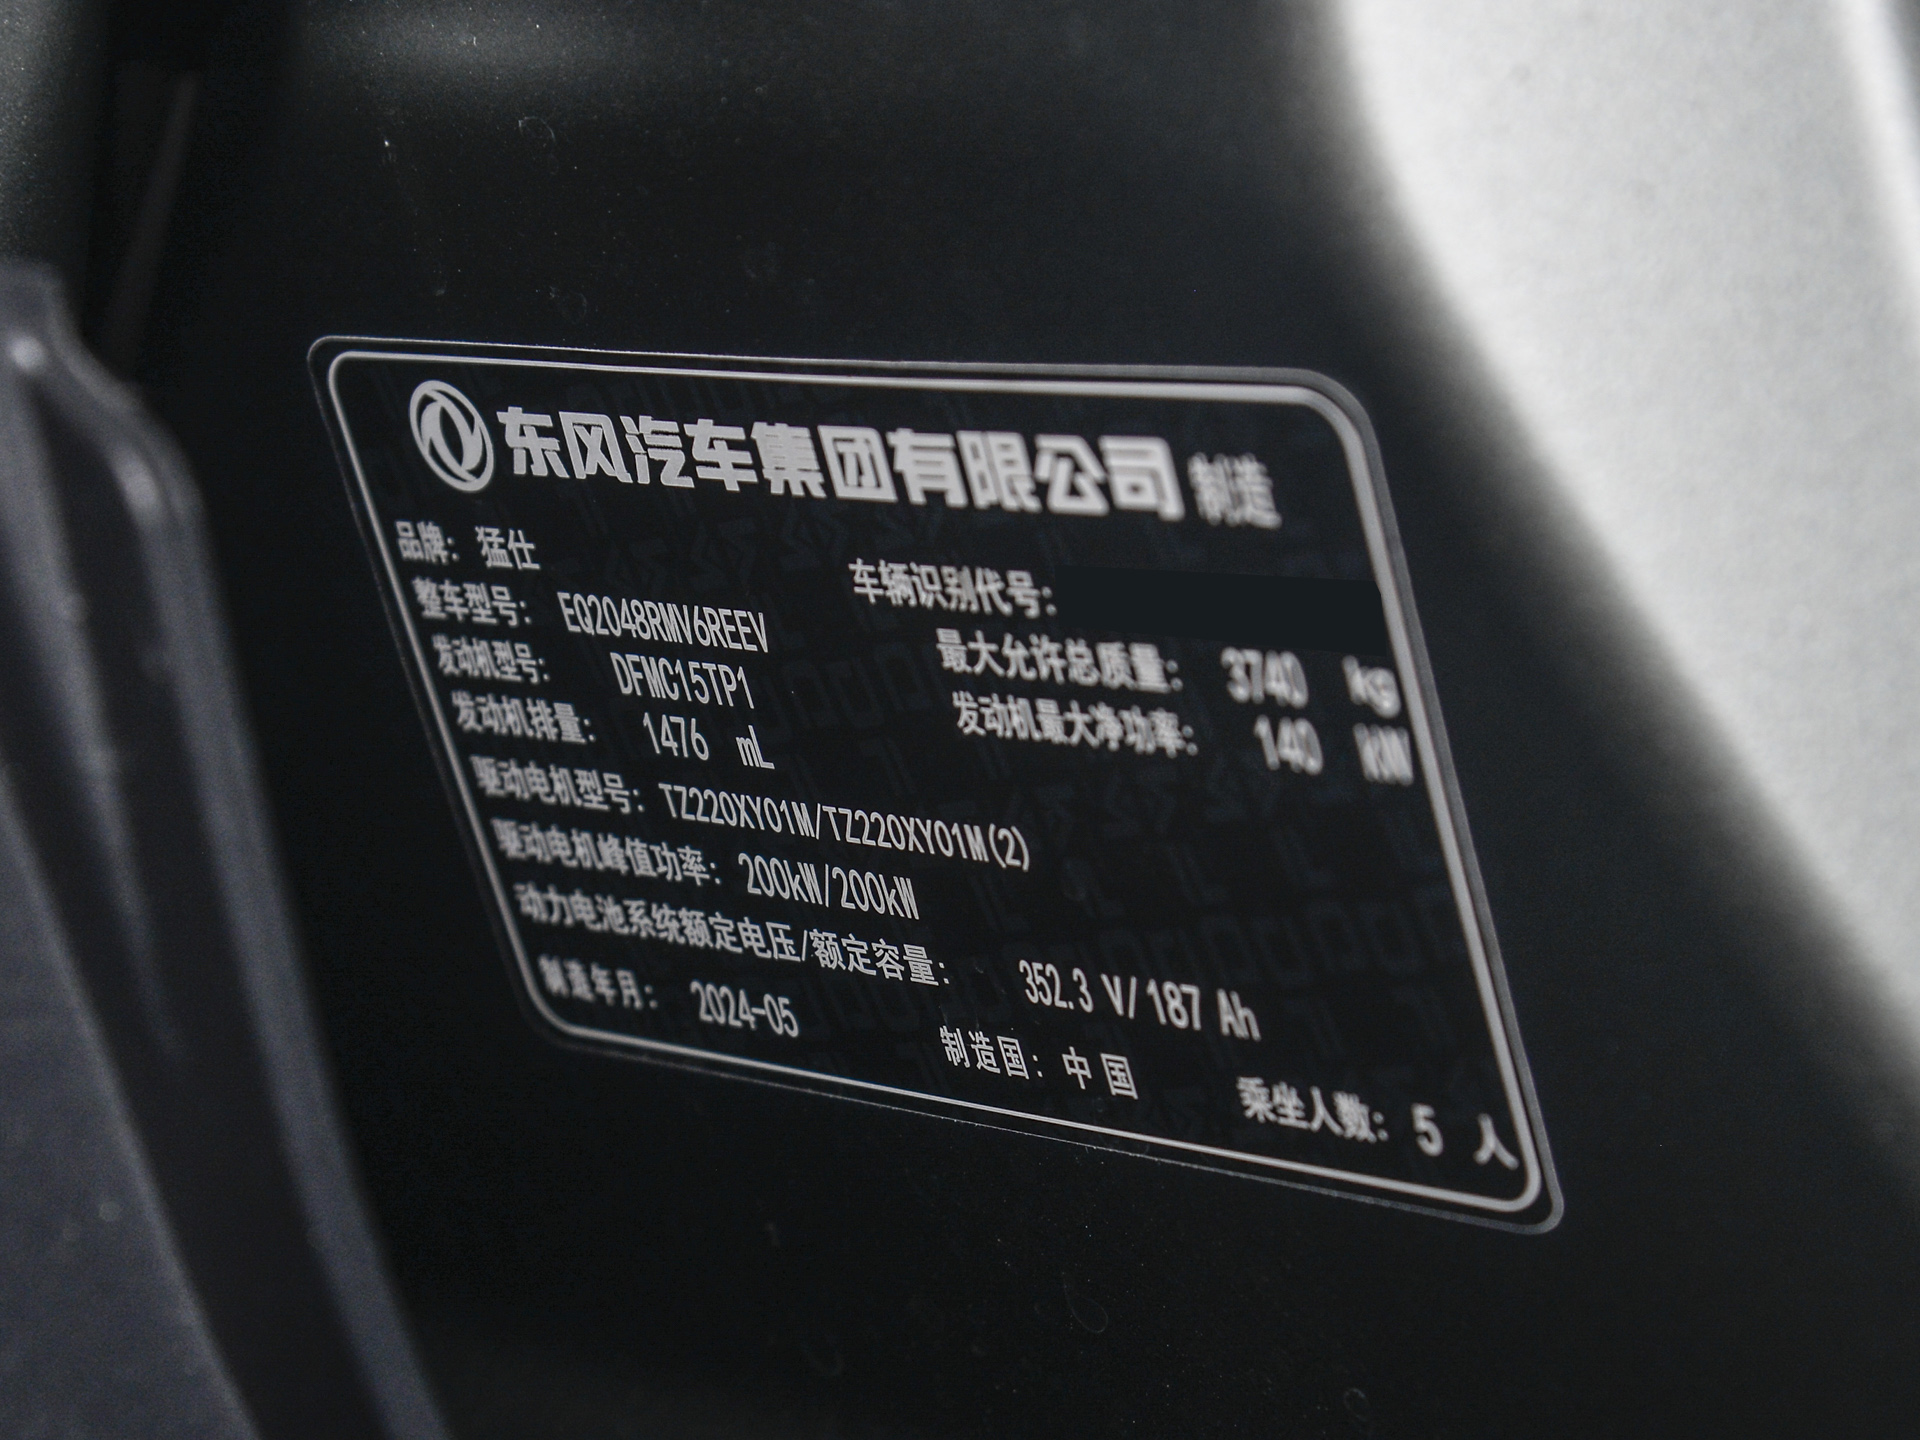 东风汽车集团有限公司 制造
品牌: 猛仕
车辆识别代号:
整车型号: EQ2048RMV6REEV
最大允许总质量: 3740 kg
发动机型号: DFMC15TP1
发动机最大净功率: 140 kW
发动机排量: 1476 mL
驱动电机型号: TZ220XY01M/TZ220XY01M(2)
驱动电机峰值功率: 200kW/200kW
动力电池系统额定电压/额定容量: 352.3 V/187 Ah
制造年月: 2024-05 制造国: 中国 乘坐人数: 5 人